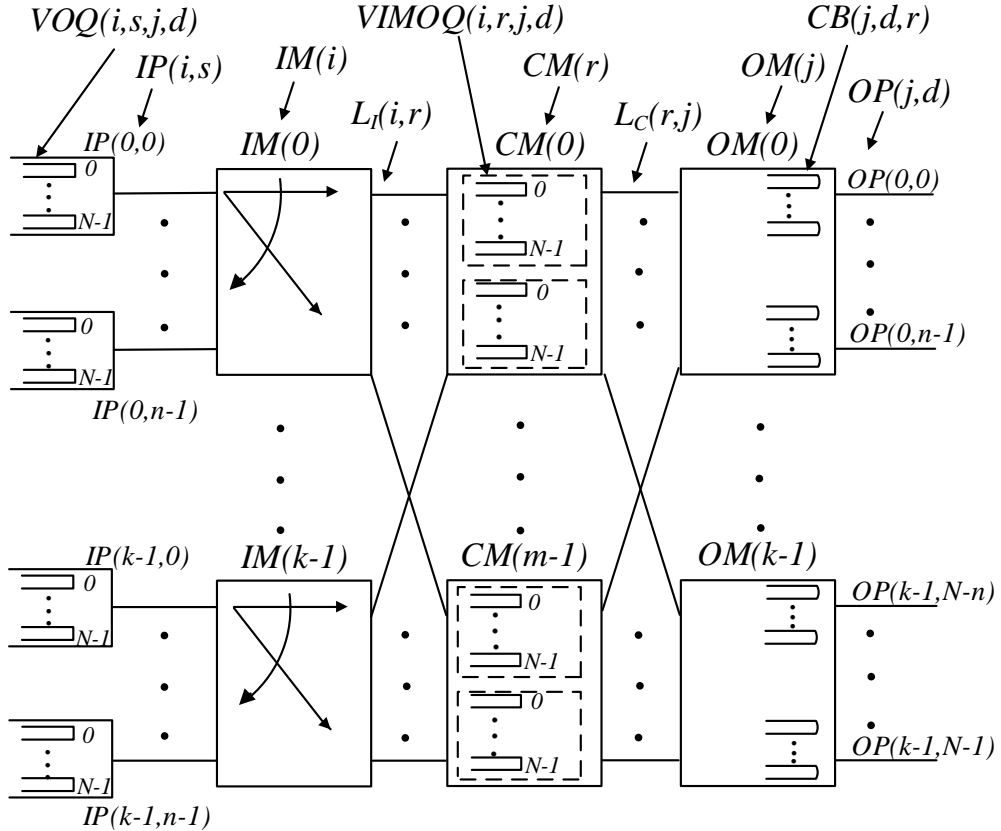 VOQ(i,s,j,d)
VIMOQ(i,r,j,d)
CB(j,d,r)
IP(i,s)
IM(i)
CM(r)
OM(j)
OP(j,d)
L_I(i,r)
L_C(r,j)
IP(0,0)
IM(0)
CM(0)
OM(0)
0
N-1
0
N-1
OP(0,0)
0
N-1
0
N-1
OP(0,n-1)
IP(0,n-1)
IP(k-1,0)
IM(k-1)
CM(m-1)
OM(k-1)
0
N-1
0
N-1
OP(k-1,N-n)
0
N-1
0
N-1
OP(k-1,N-1)
IP(k-1,n-1)